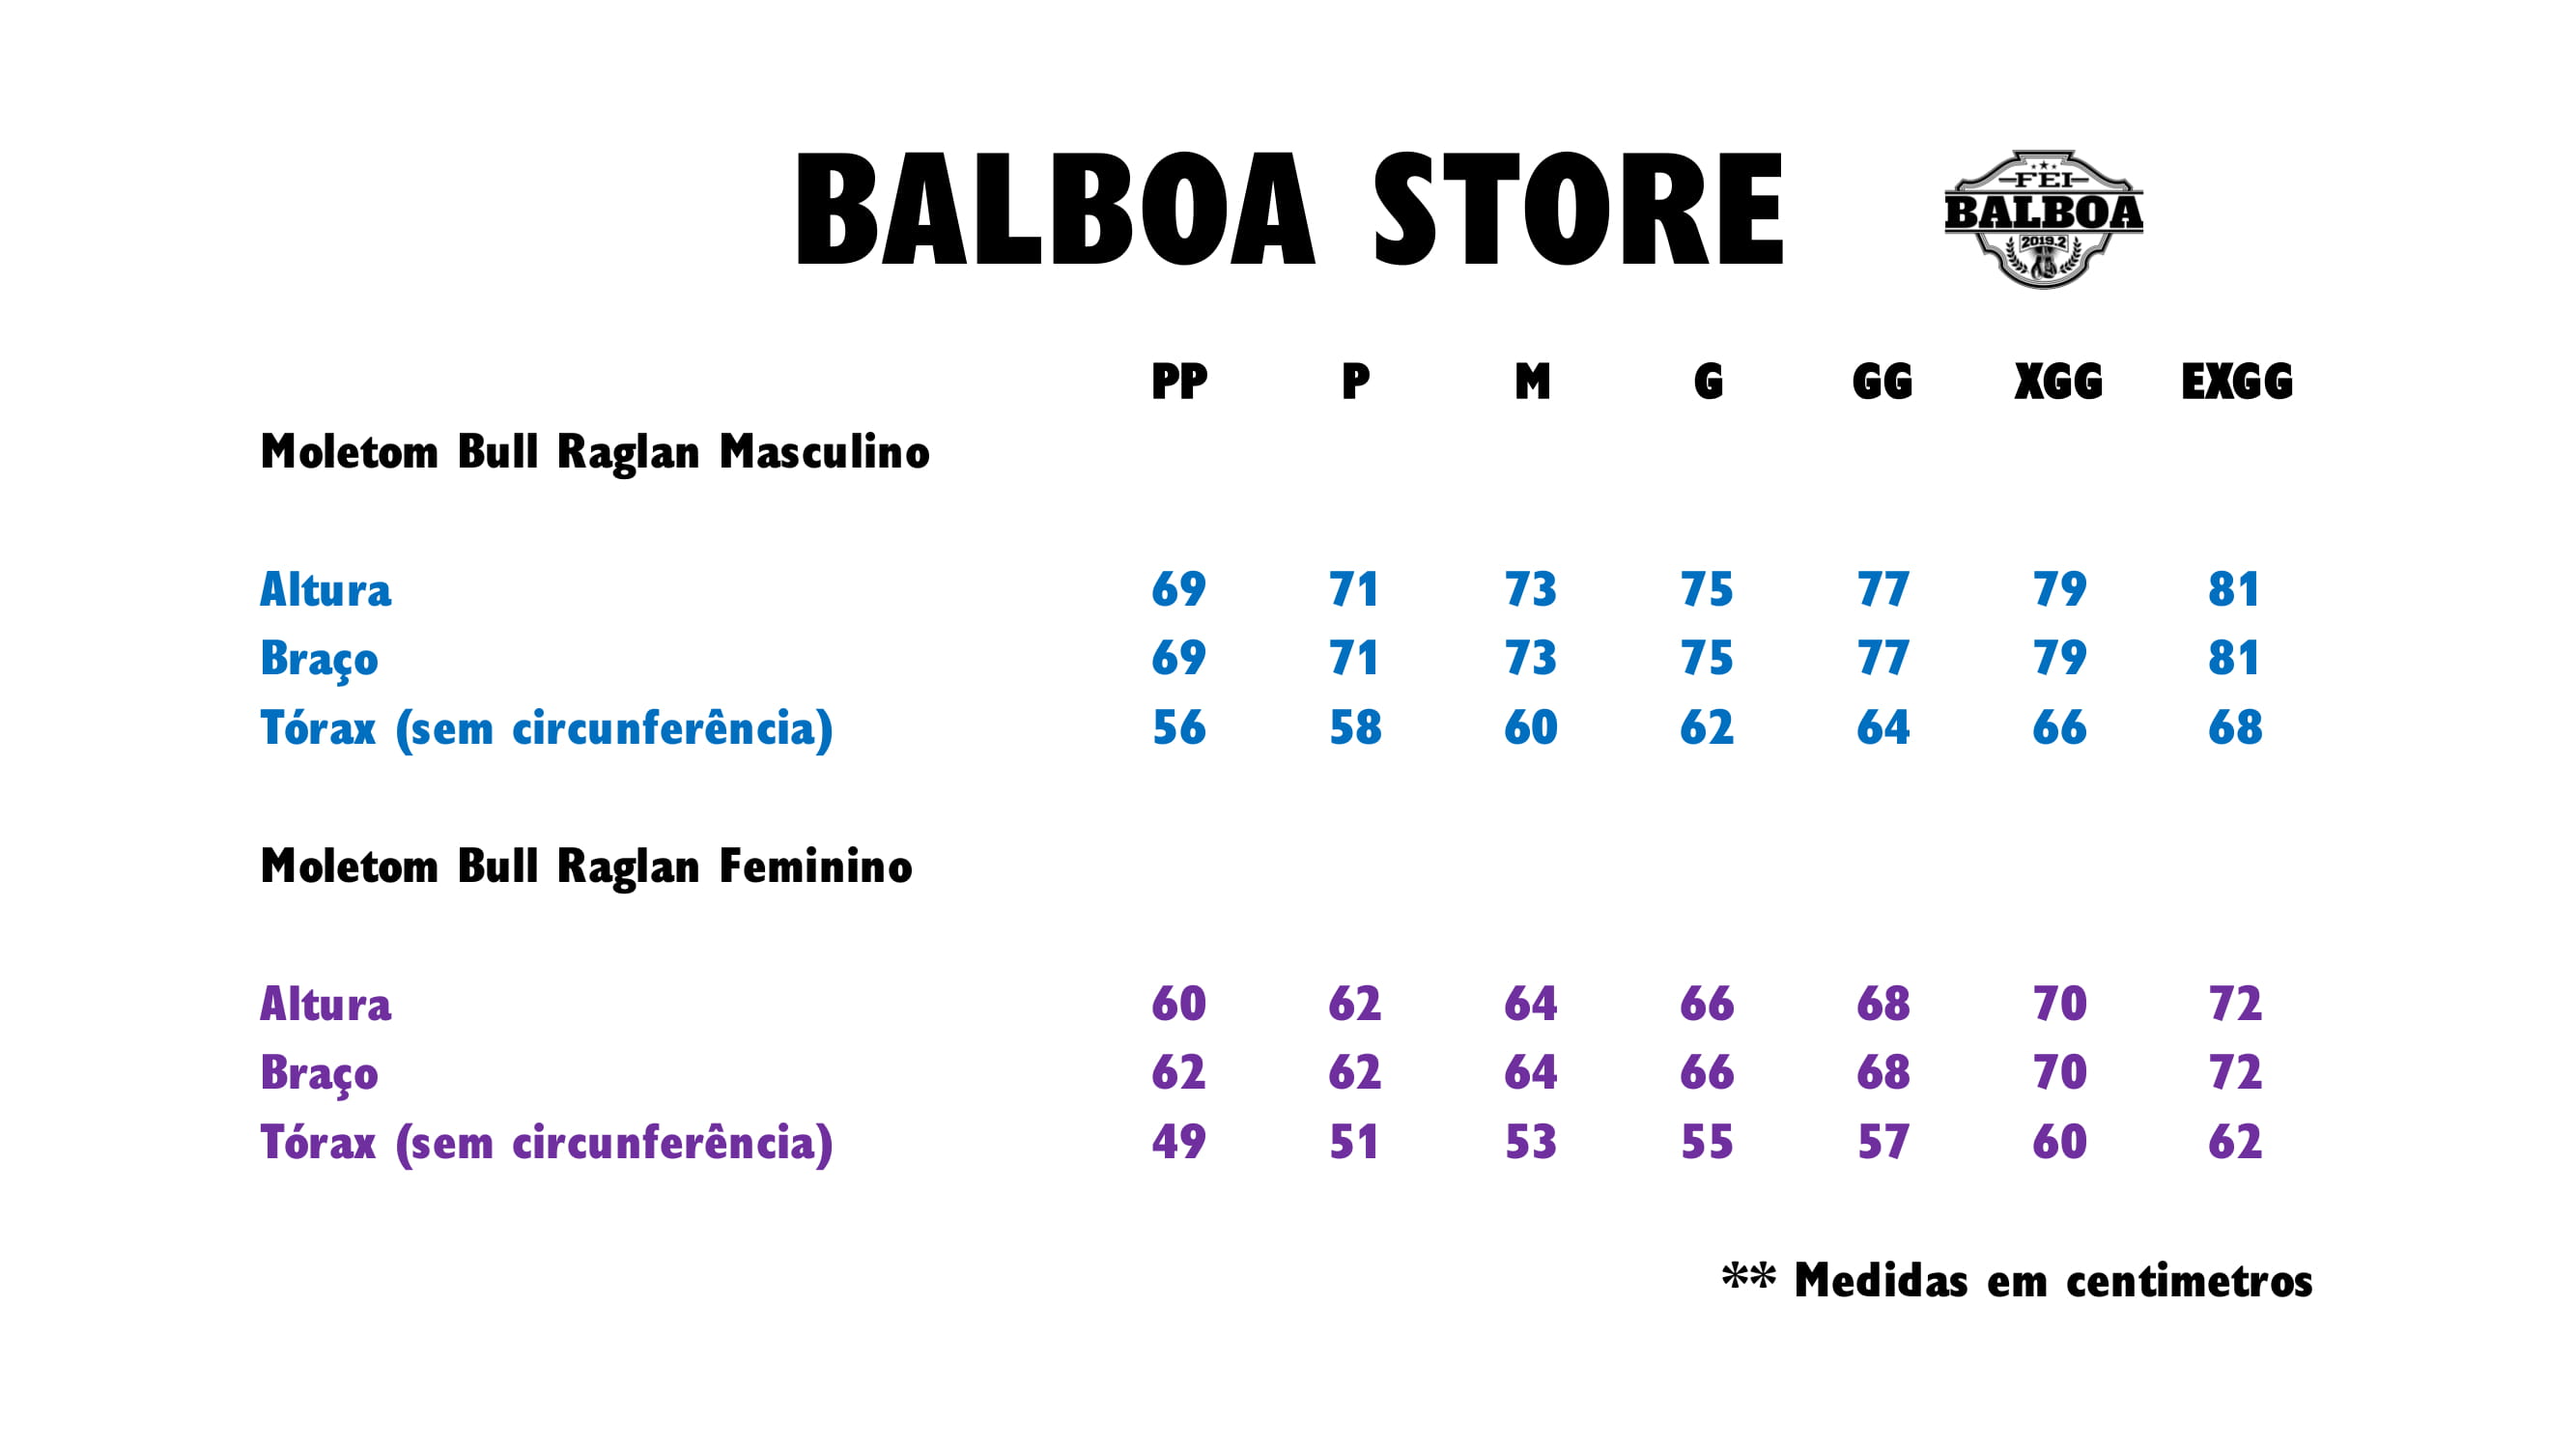 BALBOA STORE
FEI
BALBOA
2019.2
PP P M G GG XGG EXGG
Moletom Bull Raglan Masculino
Altura 69 71 73 75 77 79 81
Braço 69 71 73 75 77 79 81
Tórax (sem circunferência) 56 58 60 62 64 66 68
Moletom Bull Raglan Feminino
Altura 60 62 64 66 68 70 72
Braço 62 62 64 66 68 70 72
Tórax (sem circunferência) 49 51 53 55 57 60 62
** Medidas em centimetros